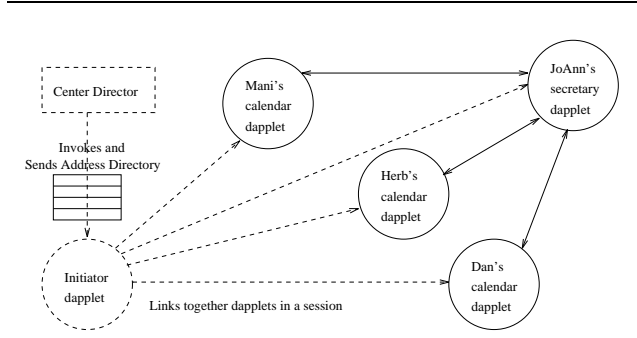 Center Director
Invokes and
Sends Address Directory
Initiator
dapplet
Mani's
calendar
dapplet
JoAnn's
secretary
dapplet
Herb's
calendar
dapplet
Dan's
calendar
dapplet
Links together dapplets in a session